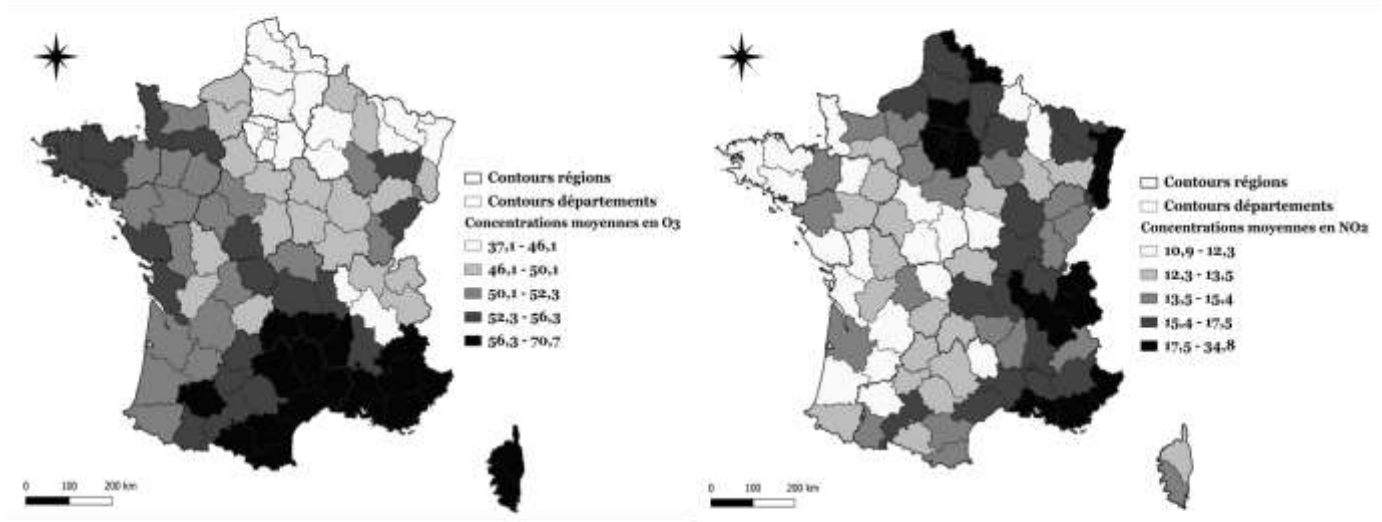 Contours régions
Contours départements
Concentrations moyennes en O3
37,1 - 46,1
46,1 - 50,1
50,1 - 52,3
52,3 - 56,3
56,3 - 70,7
0 100 200 km
Contours régions
Contours départements
Concentrations moyennes en NO2
10,9 - 12,3
12,3 - 13,5
13,5 - 15,4
15,4 - 17,5
17,5 - 34,8
0 100 200 km